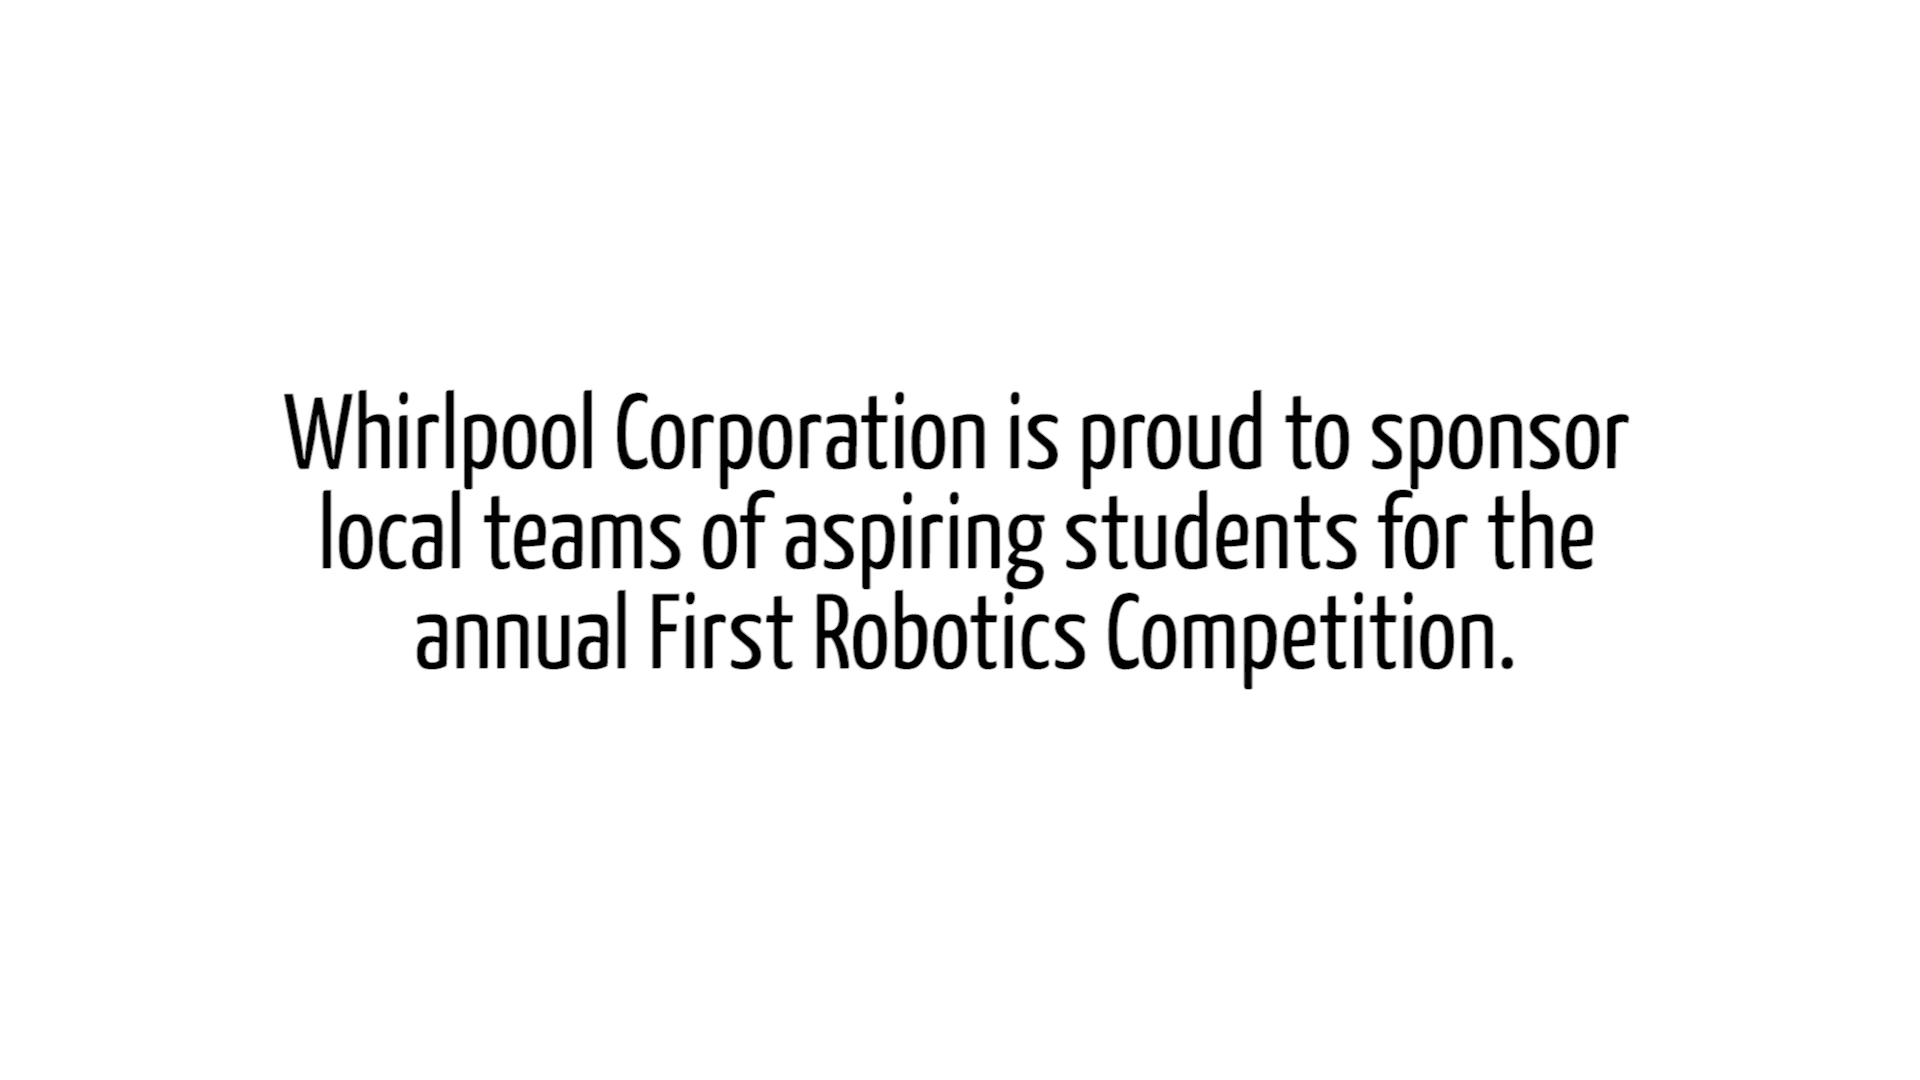 Whirlpool Corporation is proud to sponsor
local teams of aspiring students for the
annual First Robotics Competition.